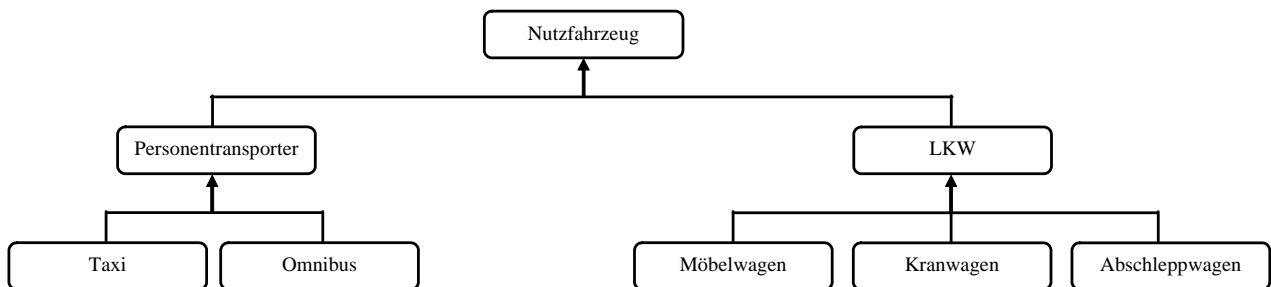 Nutzfahrzeug
Personentransporter
LKW
Taxi
Omnibus
Möbelwagen
Kranwagen
Abschleppwagen